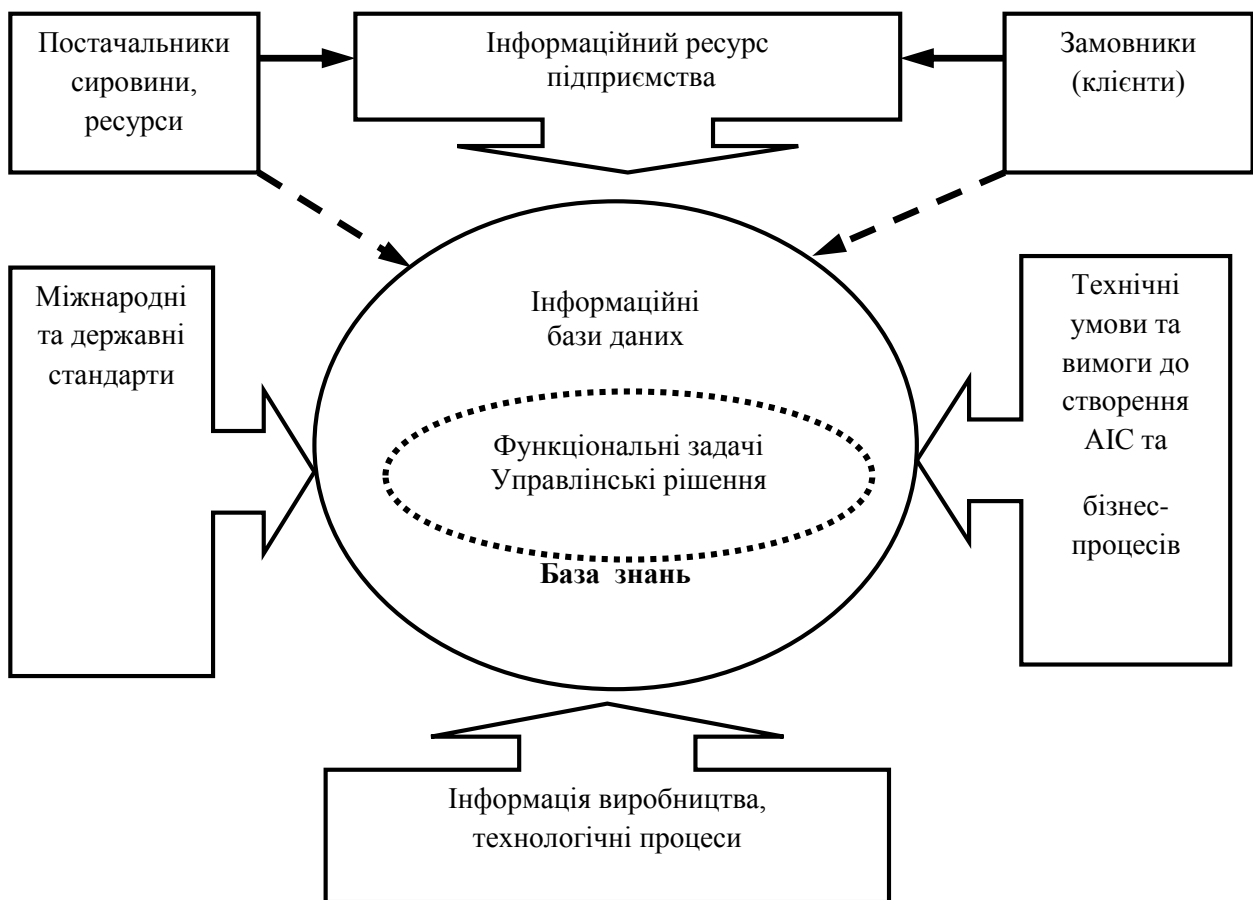 Постачальники
сировини,
ресурси
Інформаційний ресурс
підприємства
Замовники
(клієнти)
Міжнародні
та державні
стандарти
Інформаційні
бази даних
Функціональні задачі
Управлінські рішення
База знань
Технічні
умови та
вимоги до
створення
АІС та
бізнес-
процесів
Інформація виробництва,
технологічні процеси